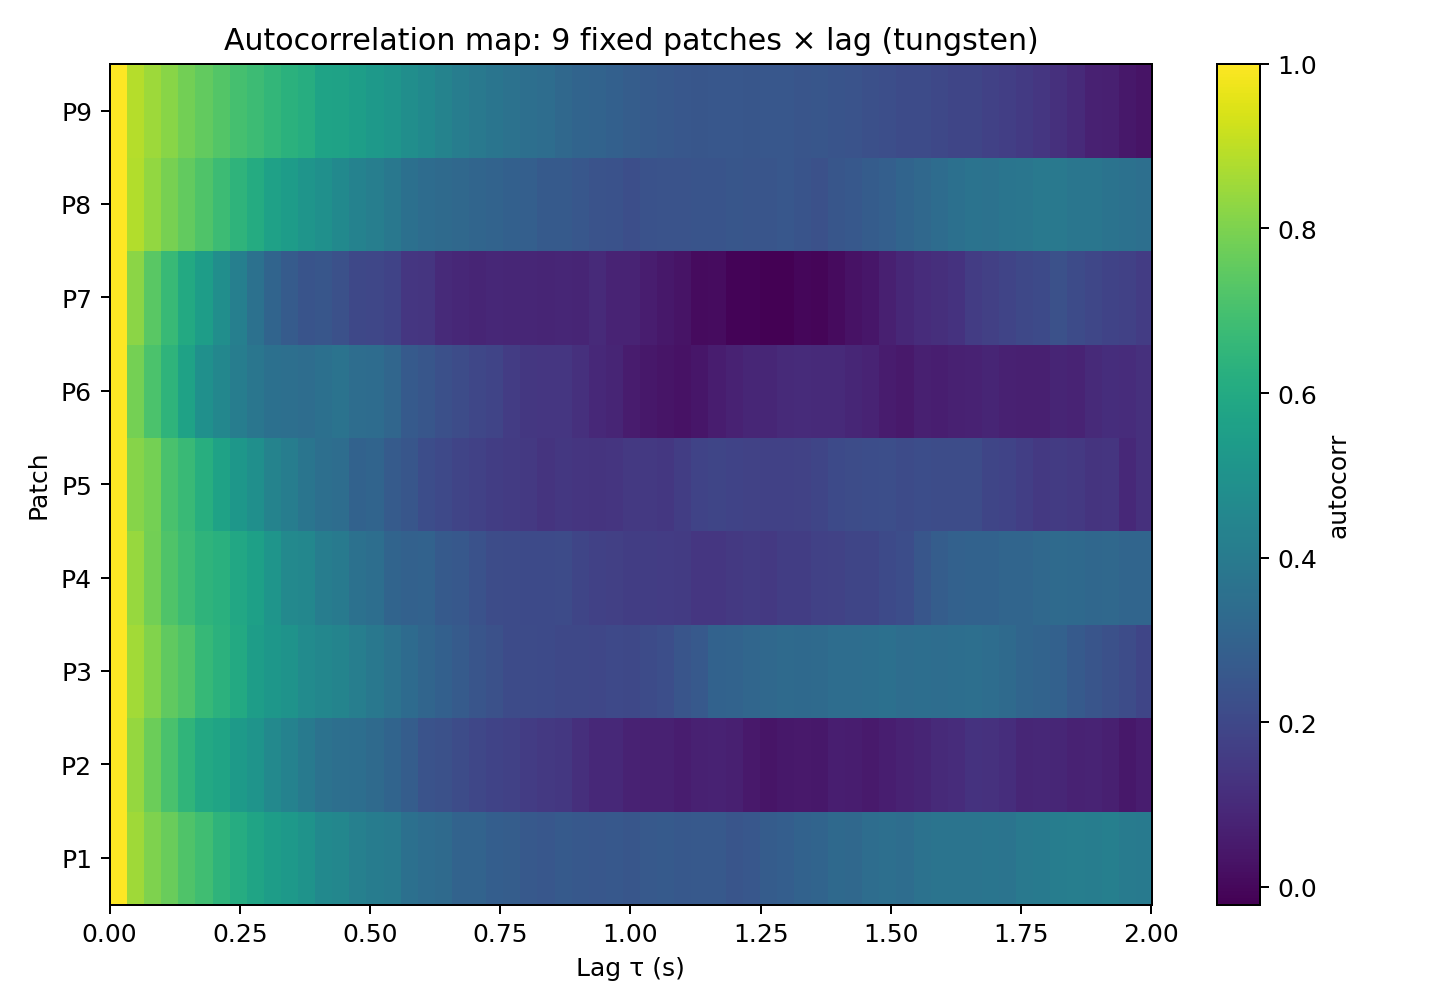 Autocorrelation map: 9 fixed patches × lag (tungsten)
P9
P8
P7
P6
P5
P4
P3
P2
P1
Patch
0.00 0.25 0.50 0.75 1.00 1.25 1.50 1.75 2.00
Lag τ (s)
1.0
0.8
0.6
0.4
0.2
0.0
autocorr